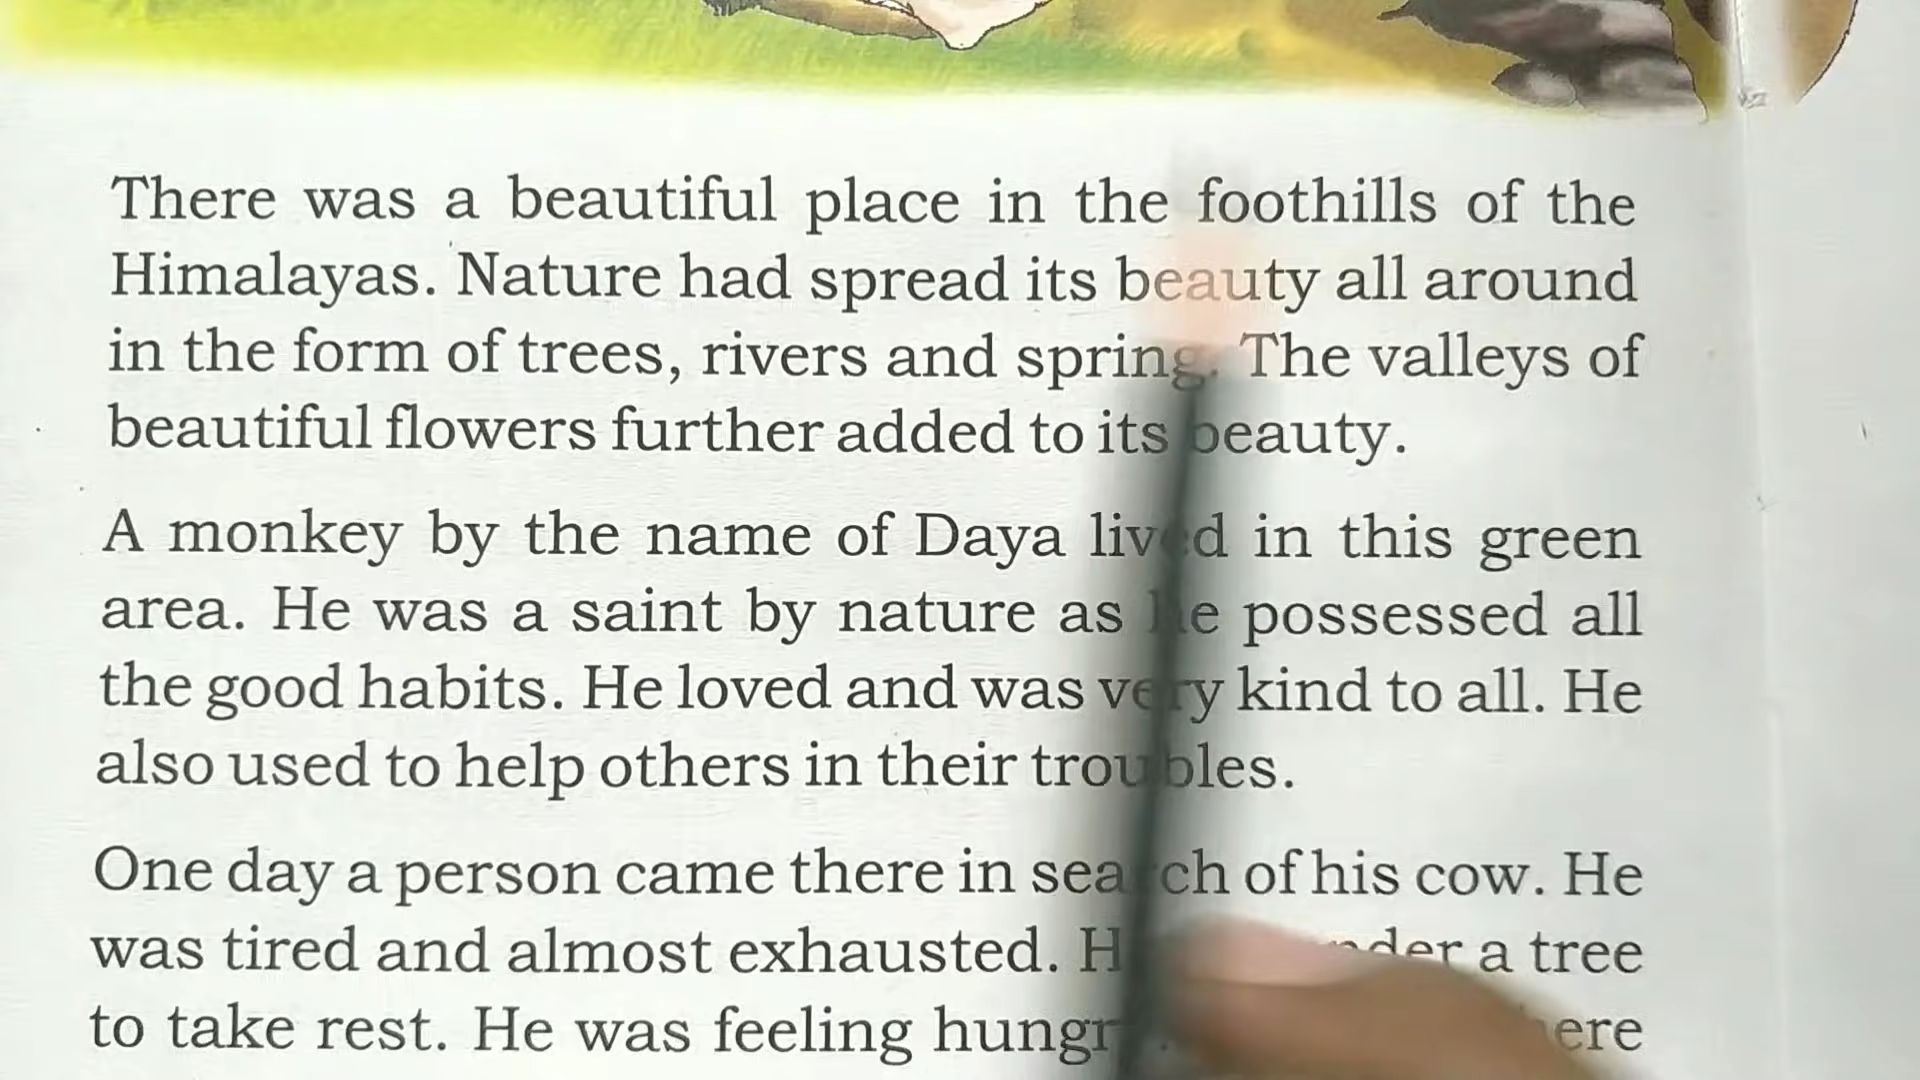 There was a beautiful place in the foothills of the
Himalayas. Nature had spread its beauty all around
in the form of trees, rivers and spring. The valleys of
beautiful flowers further added to its beauty.
A monkey by the name of Daya lived in this green
area. He was a saint by nature as he possessed all
the good habits. He loved and was very kind to all. He
also used to help others in their troubles.
One day a person came there in search of his cow. He
was tired and almost exhausted. under a tree
to take rest. He was feeling